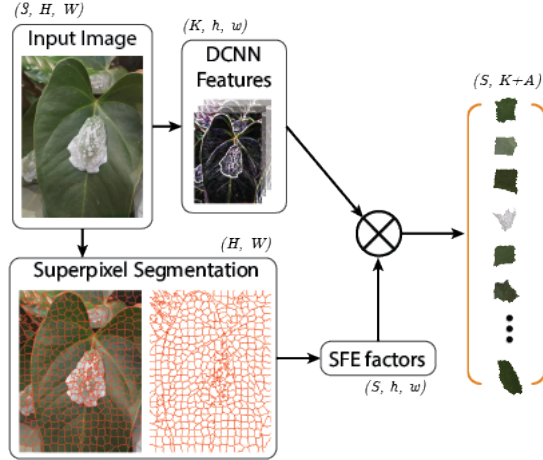 (3, H, W)
Input Image
(K, h, w)
DCNN
Features
(S, K+A)
(H, W)
Superpixel Segmentation
SFE factors
(S, h, w)